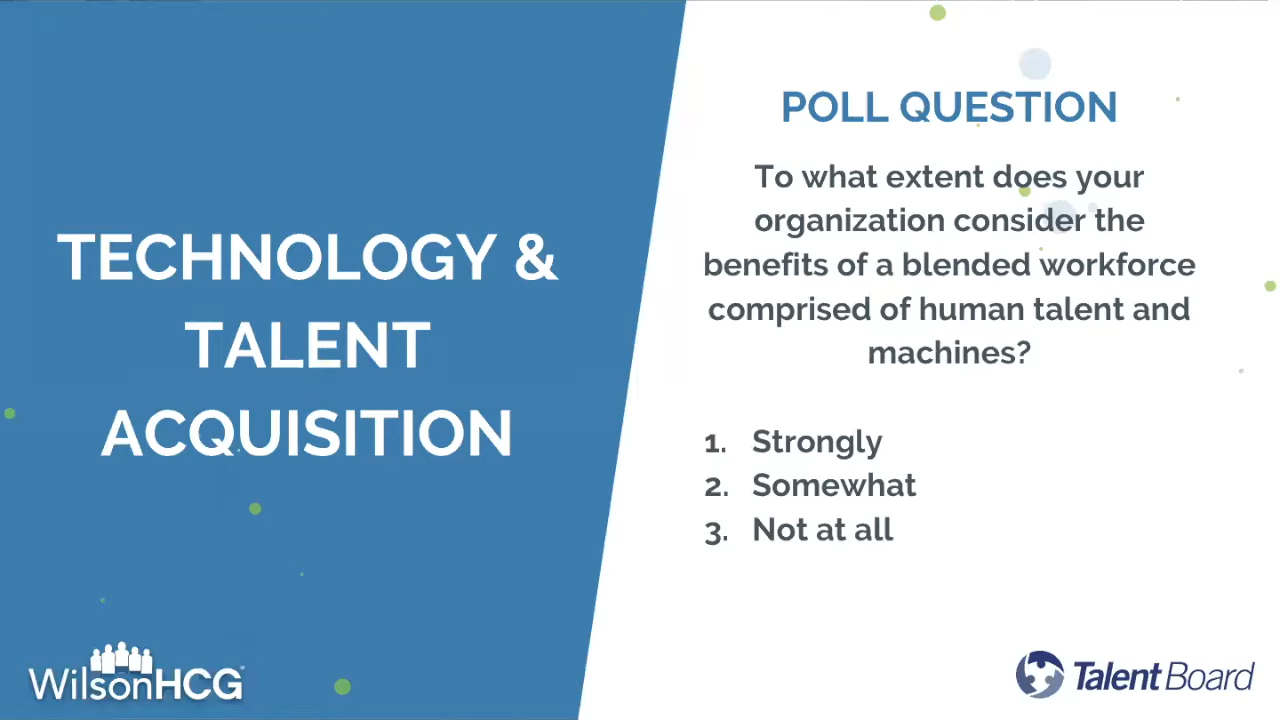 TECHNOLOGY &
TALENT
ACQUISITION
WilsonHCG
POLL QUESTION
To what extent does your
organization consider the
benefits of a blended workforce
comprised of human talent and
machines?
1. Strongly
2. Somewhat
3. Not at all
Talent Board